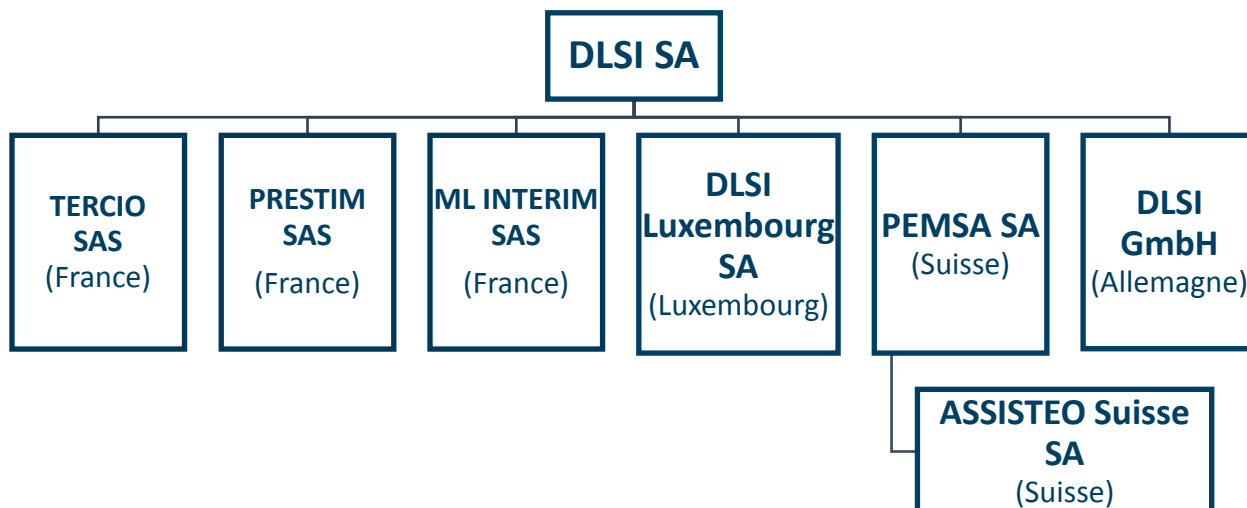 DLSI SA
TERCIO
SAS
(France)
PRESTIM
SAS
(France)
ML INTERIM
SAS
(France)
DLSI
Luxembourg
SA
(Luxembourg)
PEMSA SA
(Suisse)
DLSI
GmbH
(Allemagne)
ASSISTEO Suisse
SA
(Suisse)